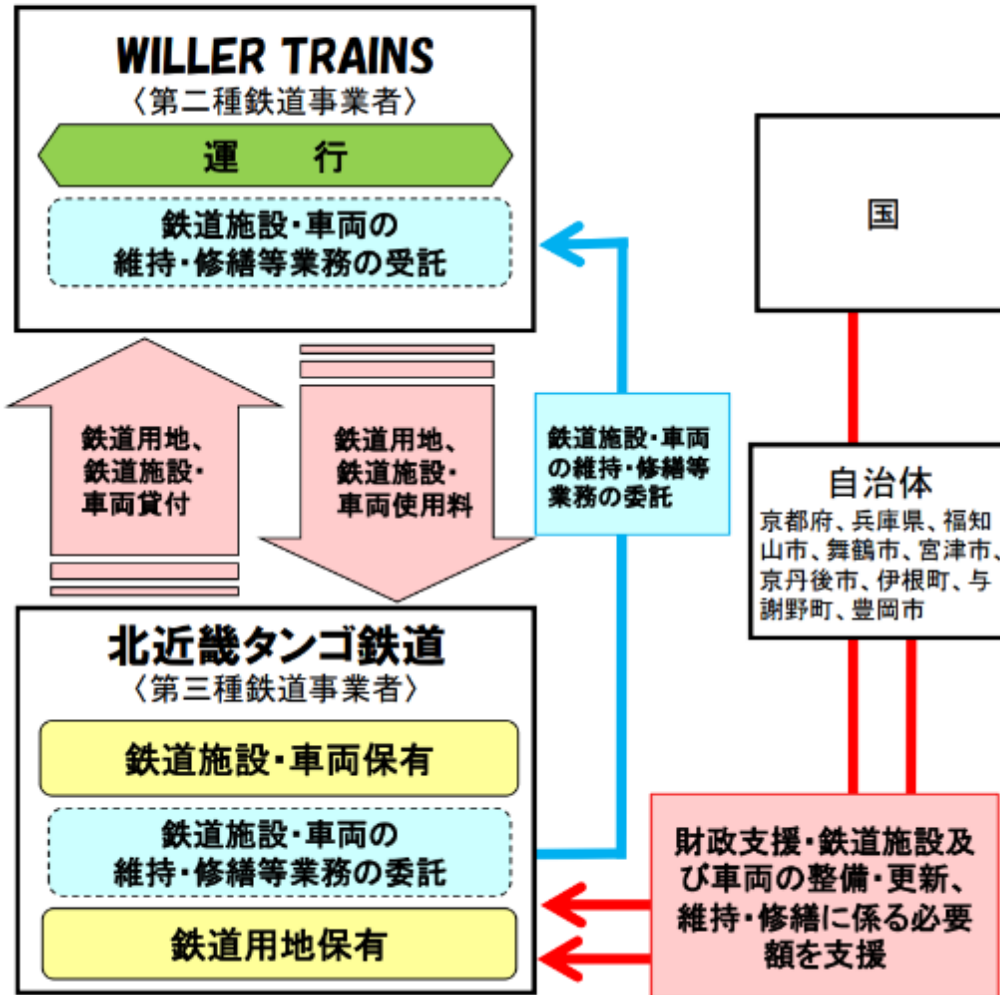 WILLER TRAINS
〈第二種鉄道事業者〉
運　行
鉄道施設・車両の
維持・修繕等業務の受託
国
鉄道用地、
鉄道施設・
車両貸付
鉄道用地、
鉄道施設・
車両使用料
鉄道施設・車両
の維持・修繕等
業務の委託
自治体
京都府、兵庫県、福知
山市、舞鶴市、宮津市、
京丹後市、伊根町、与
謝野町、豊岡市
北近畿タンゴ鉄道
〈第三種鉄道事業者〉
鉄道施設・車両保有
鉄道施設・車両の
維持・修繕等業務の委託
鉄道用地保有
財政支援・鉄道施設及
び車両の整備・更新、
維持・修繕に係る必要
額を支援